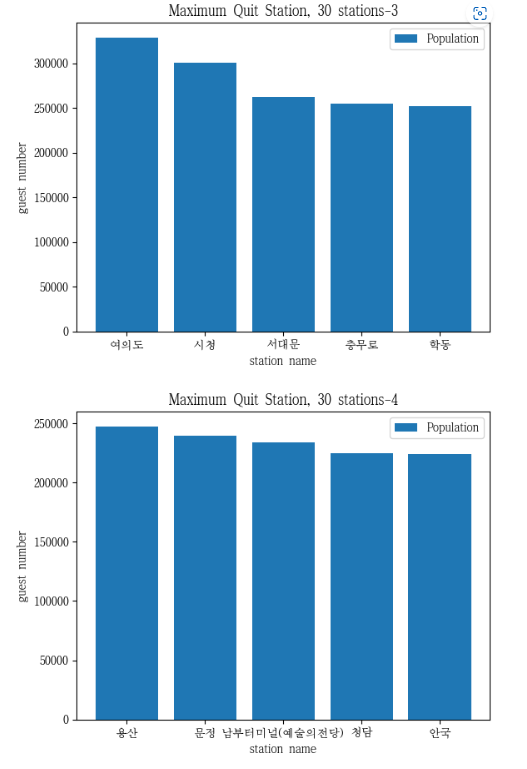 Maximum Quit Station, 30 stations-3
Population
300000
250000
200000
150000
100000
50000
0
guest number
여의도 시청 서대문 충무로 학동
station name
Maximum Quit Station, 30 stations-4
Population
250000
200000
150000
100000
50000
0
guest number
용산 문정 남부터미널(예술의전당) 청담 안국
station name